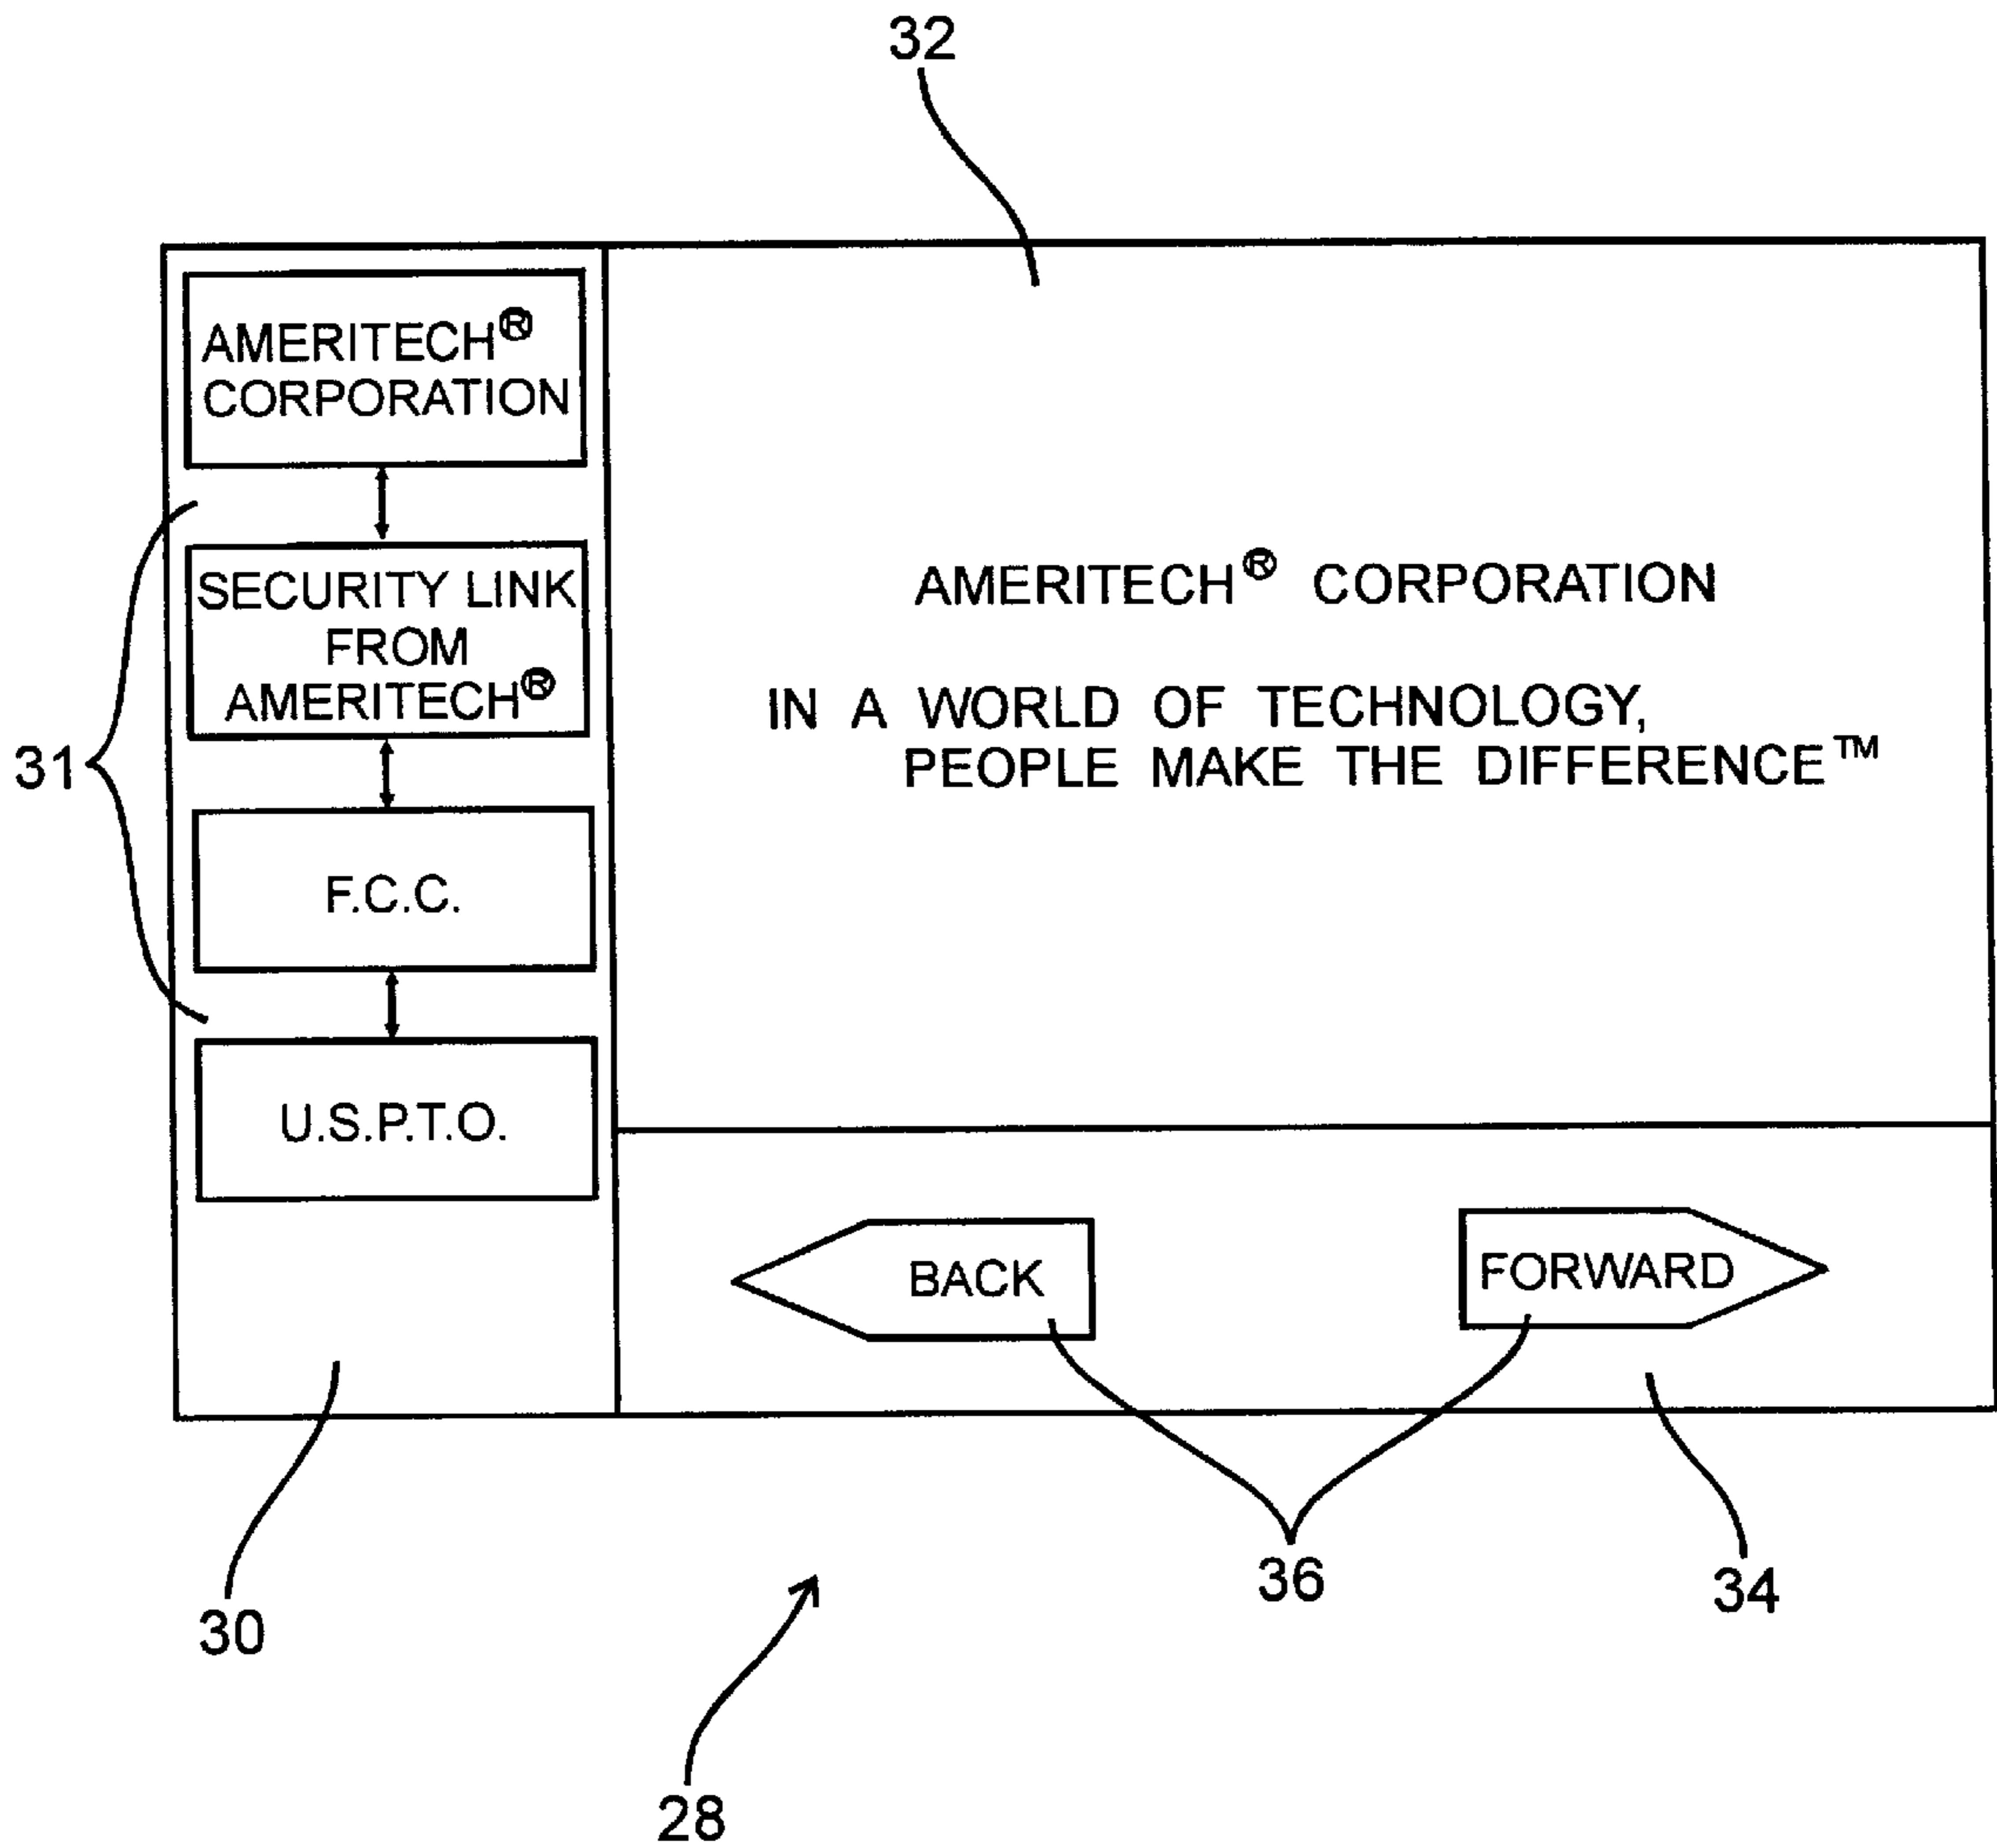 32
AMERITECH®
CORPORATION
SECURITY LINK
FROM
AMERITECH®
F.C.C.
U.S.P.T.O.
31
AMERITECH® CORPORATION
IN A WORLD OF TECHNOLOGY,
PEOPLE MAKE THE DIFFERENCE™
BACK
FORWARD
36
34
30
28